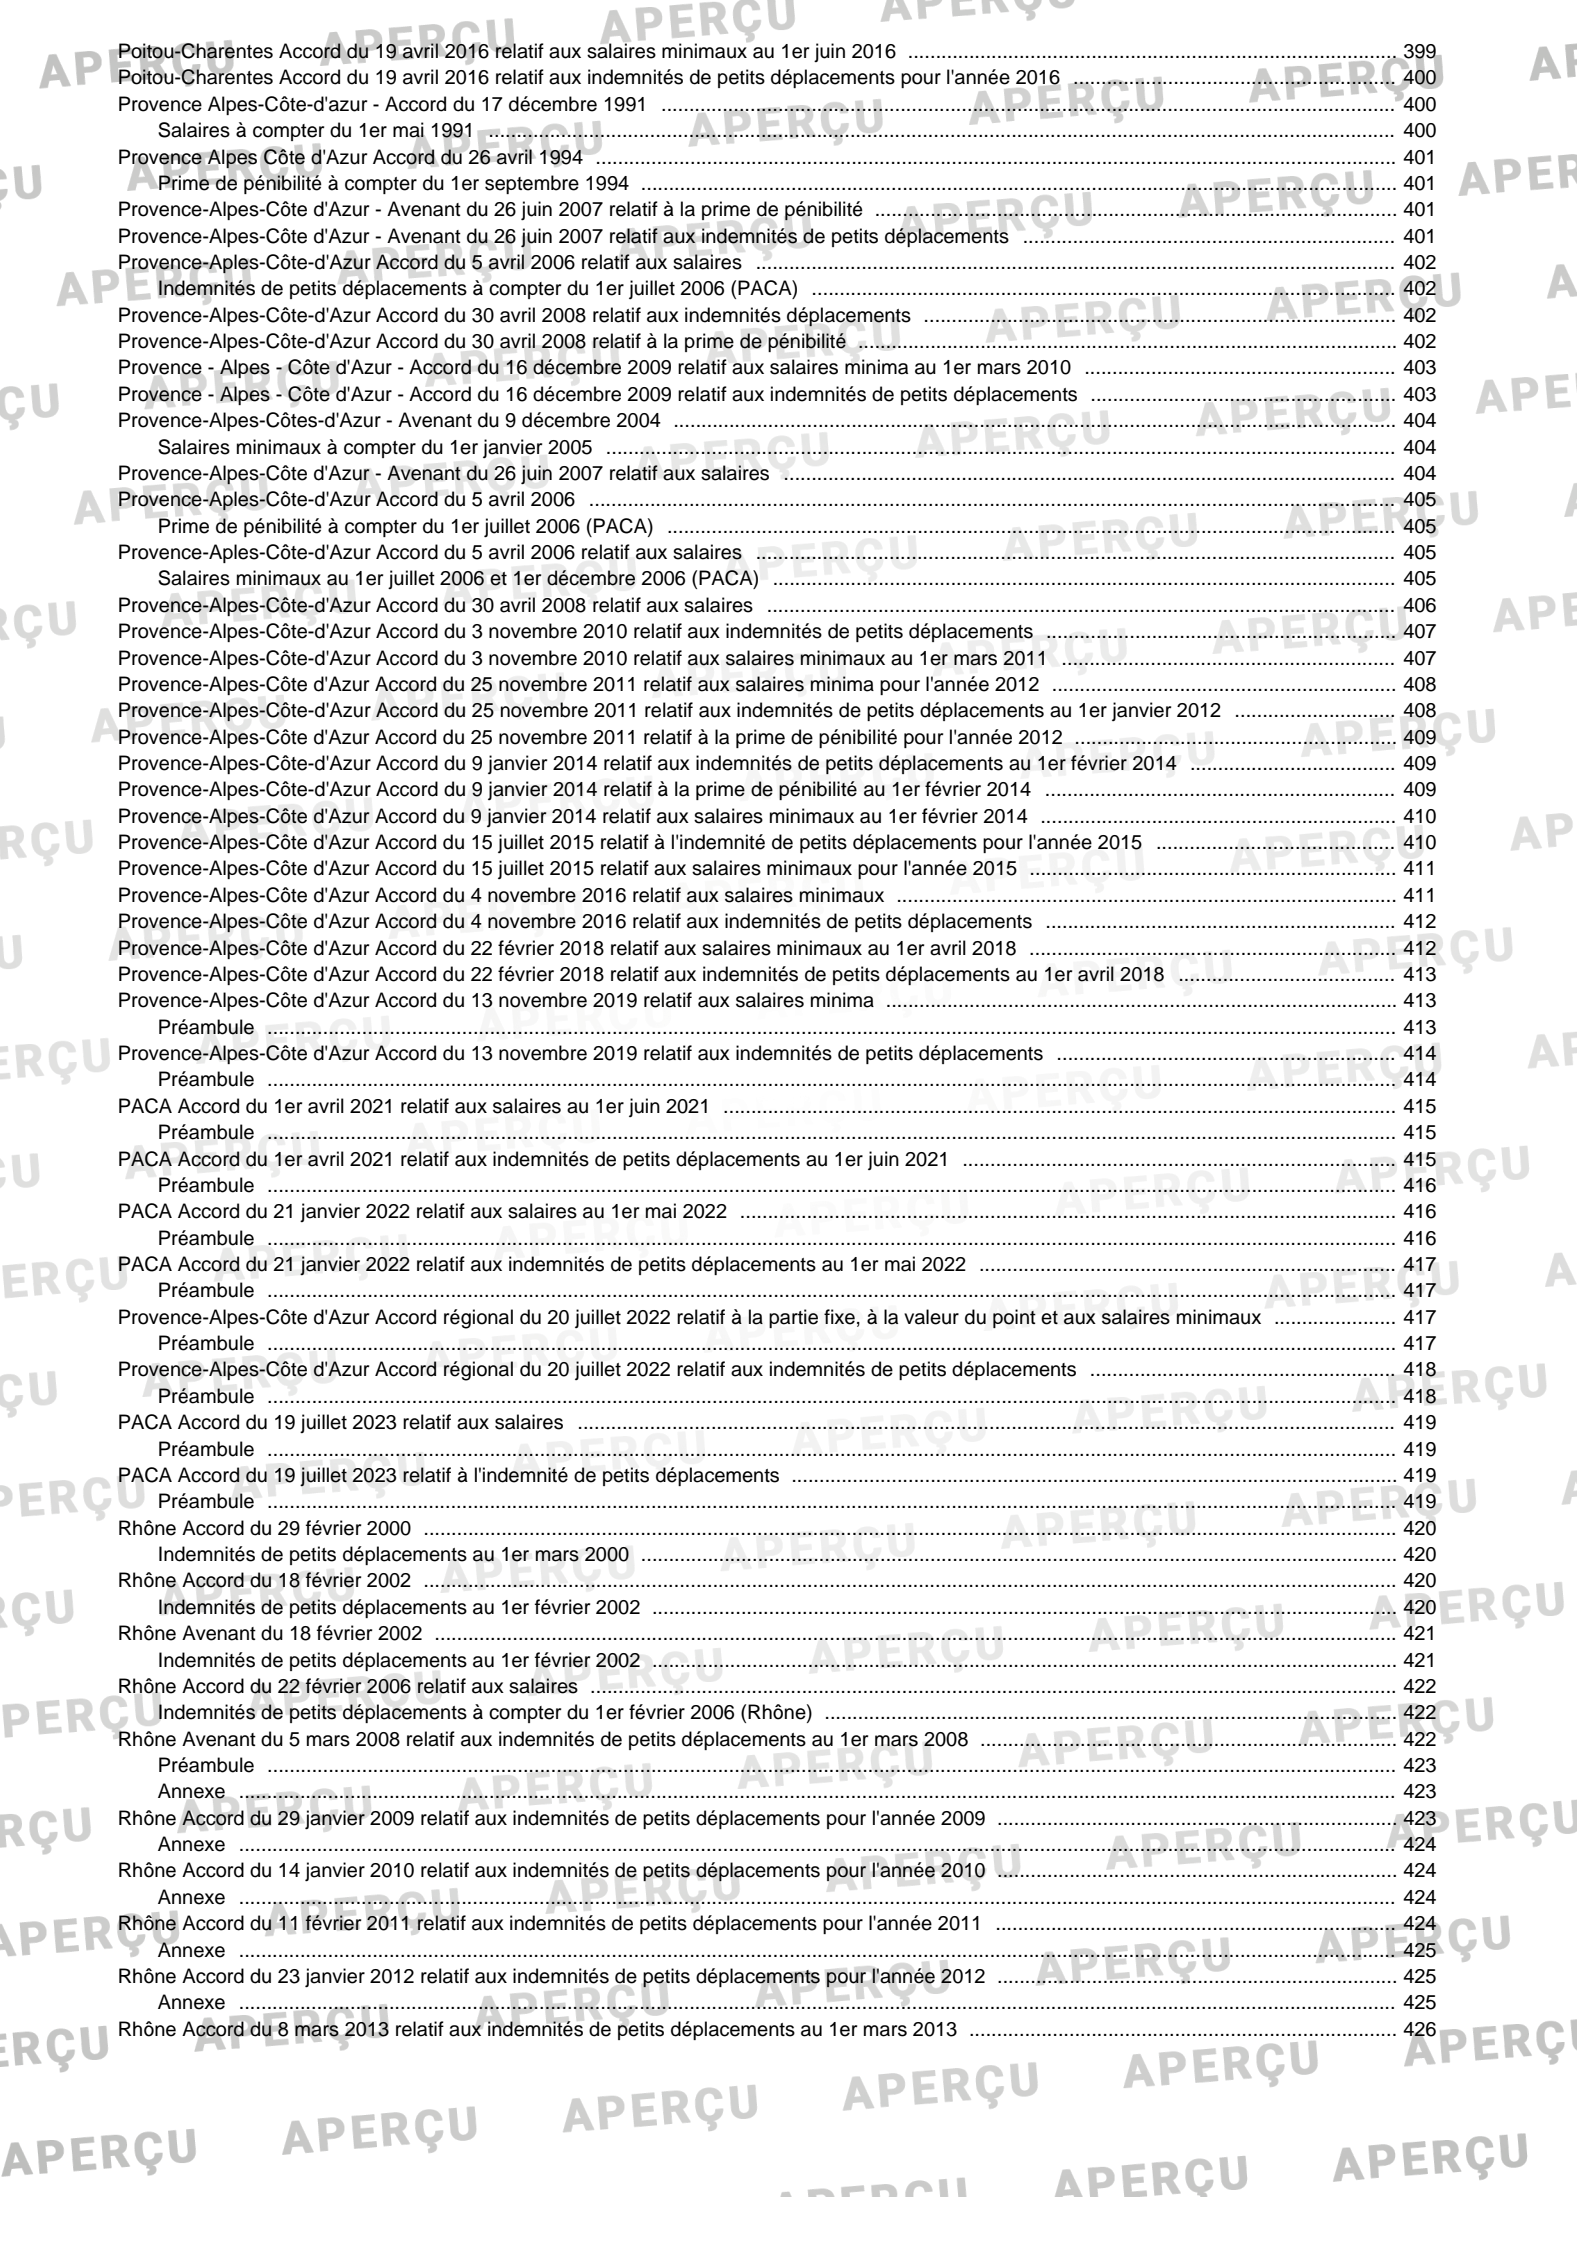 Poitou-Charentes Accord du 19 avril 2016 relatif aux salaires minimaux au 1er juin 2016 ... 399
Poitou-Charentes Accord du 19 avril 2016 relatif aux indemnités de petits déplacements pour l'année 2016 ... 400
Provence Alpes-Côte-d'azur - Accord du 17 décembre 1991 ... 400
Salaires à compter du 1er mai 1991 ... 400
Provence Alpes Côte d'Azur Accord du 26 avril 1994 ... 401
Prime de pénibilité à compter du 1er septembre 1994 ... 401
Provence-Alpes-Côte d'Azur - Avenant du 26 juin 2007 relatif à la prime de pénibilité ... 401
Provence-Alpes-Côte d'Azur - Avenant du 26 juin 2007 relatif aux indemnités de petits déplacements ... 401
Provence-Aples-Côte-d'Azur Accord du 5 avril 2006 relatif aux salaires ... 402
Indemnités de petits déplacements à compter du 1er juillet 2006 (PACA) ... 402
Provence-Alpes-Côte-d'Azur Accord du 30 avril 2008 relatif aux indemnités déplacements ... 402
Provence-Alpes-Côte-d'Azur Accord du 30 avril 2008 relatif à la prime de pénibilité ... 402
Provence - Alpes - Côte d'Azur - Accord du 16 décembre 2009 relatif aux salaires minima au 1er mars 2010 ... 403
Provence - Alpes - Côte d'Azur - Accord du 16 décembre 2009 relatif aux indemnités de petits déplacements ... 403
Provence-Alpes-Côtes-d'Azur - Avenant du 9 décembre 2004 ... 404
Salaires minimaux à compter du 1er janvier 2005 ... 404
Provence-Alpes-Côte d'Azur - Avenant du 26 juin 2007 relatif aux salaires ... 404
Provence-Aples-Côte-d'Azur Accord du 5 avril 2006 ... 405
Prime de pénibilité à compter du 1er juillet 2006 (PACA) ... 405
Provence-Aples-Côte-d'Azur Accord du 5 avril 2006 relatif aux salaires ... 405
Salaires minimaux au 1er juillet 2006 et 1er décembre 2006 (PACA) ... 405
Provence-Alpes-Côte-d'Azur Accord du 30 avril 2008 relatif aux salaires ... 406
Provence-Alpes-Côte-d'Azur Accord du 3 novembre 2010 relatif aux indemnités de petits déplacements ... 407
Provence-Alpes-Côte-d'Azur Accord du 3 novembre 2010 relatif aux salaires minimaux au 1er mars 2011 ... 407
Provence-Alpes-Côte d'Azur Accord du 25 novembre 2011 relatif aux salaires minima pour l'année 2012 ... 408
Provence-Alpes-Côte-d'Azur Accord du 25 novembre 2011 relatif aux indemnités de petits déplacements au 1er janvier 2012 ... 408
Provence-Alpes-Côte d'Azur Accord du 25 novembre 2011 relatif à la prime de pénibilité pour l'année 2012 ... 409
Provence-Alpes-Côte d'Azur Accord du 9 janvier 2014 relatif aux indemnités de petits déplacements au 1er février 2014 ... 409
Provence-Alpes-Côte d'Azur Accord du 9 janvier 2014 relatif à la prime de pénibilité au 1er février 2014 ... 409
Provence-Alpes-Côte d'Azur Accord du 9 janvier 2014 relatif aux salaires minimaux au 1er février 2014 ... 410
Provence-Alpes-Côte d'Azur Accord du 15 juillet 2015 relatif à l'indemnité de petits déplacements pour l'année 2015 ... 410
Provence-Alpes-Côte d'Azur Accord du 15 juillet 2015 relatif aux salaires minimaux pour l'année 2015 ... 411
Provence-Alpes-Côte d'Azur Accord du 4 novembre 2016 relatif aux salaires minimaux ... 411
Provence-Alpes-Côte d'Azur Accord du 4 novembre 2016 relatif aux indemnités de petits déplacements ... 412
Provence-Alpes-Côte d'Azur Accord du 22 février 2018 relatif aux salaires minimaux au 1er avril 2018 ... 412
Provence-Alpes-Côte d'Azur Accord du 22 février 2018 relatif aux indemnités de petits déplacements au 1er avril 2018 ... 413
Provence-Alpes-Côte d'Azur Accord du 13 novembre 2019 relatif aux salaires minima ... 413
Préambule ... 413
Provence-Alpes-Côte d'Azur Accord du 13 novembre 2019 relatif aux indemnités de petits déplacements ... 414
Préambule ... 414
PACA Accord du 1er avril 2021 relatif aux salaires au 1er juin 2021 ... 415
Préambule ... 415
PACA Accord du 1er avril 2021 relatif aux indemnités de petits déplacements au 1er juin 2021 ... 415
Préambule ... 416
PACA Accord du 21 janvier 2022 relatif aux salaires au 1er mai 2022 ... 416
Préambule ... 416
PACA Accord du 21 janvier 2022 relatif aux indemnités de petits déplacements au 1er mai 2022 ... 417
Préambule ... 417
Provence-Alpes-Côte d'Azur Accord régional du 20 juillet 2022 relatif à la partie fixe, à la valeur du point et aux salaires minimaux ... 417
Préambule ... 417
Provence-Alpes-Côte d'Azur Accord régional du 20 juillet 2022 relatif aux indemnités de petits déplacements ... 418
Préambule ... 418
PACA Accord du 19 juillet 2023 relatif aux salaires ... 419
Préambule ... 419
PACA Accord du 19 juillet 2023 relatif à l'indemnité de petits déplacements ... 419
Préambule ... 419
Rhône Accord du 29 février 2000 ... 420
Indemnités de petits déplacements au 1er mars 2000 ... 420
Rhône Accord du 18 février 2002 ... 420
Indemnités de petits déplacements au 1er février 2002 ... 420
Rhône Avenant du 18 février 2002 ... 421
Indemnités de petits déplacements au 1er février 2002 ... 421
Rhône Accord du 22 février 2006 relatif aux salaires ... 422
Indemnités de petits déplacements à compter du 1er février 2006 (Rhône) ... 422
Rhône Avenant du 5 mars 2008 relatif aux indemnités de petits déplacements au 1er mars 2008 ... 422
Préambule ... 423
Annexe ... 423
Rhône Accord du 29 janvier 2009 relatif aux indemnités de petits déplacements pour l'année 2009 ... 423
Annexe ... 424
Rhône Accord du 14 janvier 2010 relatif aux indemnités de petits déplacements pour l'année 2010 ... 424
Annexe ... 424
Rhône Accord du 11 février 2011 relatif aux indemnités de petits déplacements pour l'année 2011 ... 424
Annexe ... 425
Rhône Accord du 23 janvier 2012 relatif aux indemnités de petits déplacements pour l'année 2012 ... 425
Annexe ... 425
Rhône Accord du 8 mars 2013 relatif aux indemnités de petits déplacements au 1er mars 2013 ... 426
APERÇU